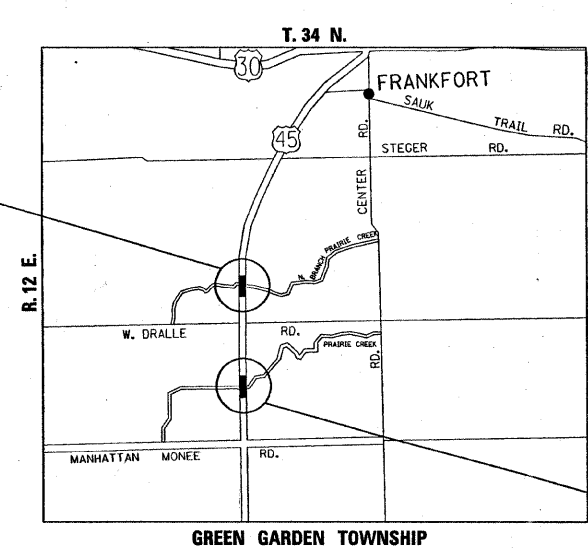 T. 34 N.
30
FRANKFORT
SAUK TRAIL RD.
45
STEGER RD.
CENTER RD.
R. 12 E.
N. BRANCH PRAIRIE CREEK
W. DRALLE RD.
PRAIRIE CREEK
RD.
MANHATTAN MONEE RD.
GREEN GARDEN TOWNSHIP